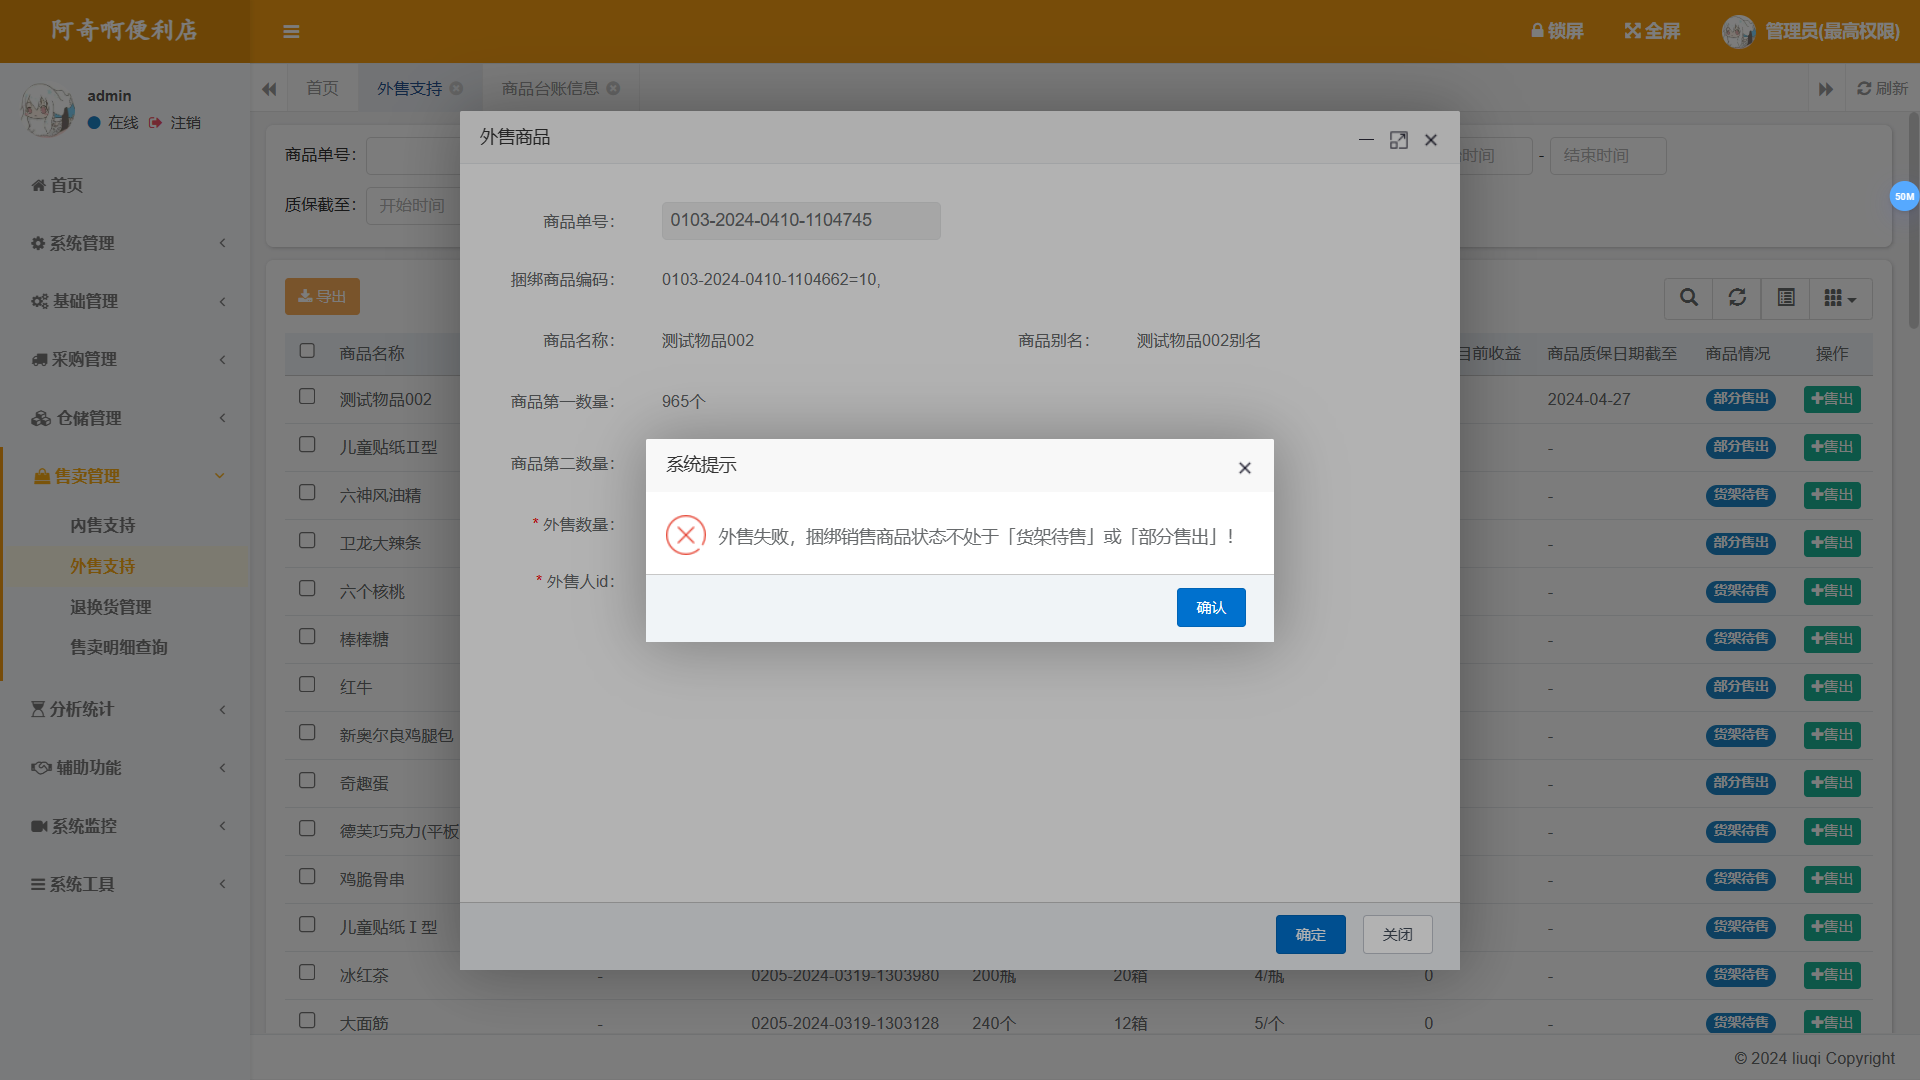 阿奇啊便利店
锁屏 全屏 管理员(最高权限)
admin
在线 注销
首页 外售支持 商品台账信息 刷新
首页
系统管理
基础管理
采购管理
仓储管理
售卖管理
内售支持
外售支持
退换货管理
售卖明细查询
分析统计
辅助功能
系统监控
系统工具
商品单号：
时间 - 结束时间
质保截至： 开始时间
50M
导出
商品名称 目前收益 商品质保日期截至 商品情况 操作
测试物品002 2024-04-27 部分售出 售出
儿童贴纸II型 - 部分售出 售出
六神风油精 - 货架待售 售出
卫龙大辣条 - 部分售出 售出
六个核桃 - 货架待售 售出
棒棒糖 - 货架待售 售出
红牛 - 部分售出 售出
新奥尔良鸡腿包 - 货架待售 售出
奇趣蛋 - 部分售出 售出
德芙巧克力(平板 - 货架待售 售出
鸡脆骨串 - 货架待售 售出
儿童贴纸 I 型 - 货架待售 售出
冰红茶 - 0205-2024-0319-1303980 200瓶 20箱 4/瓶 0 - 货架待售 售出
大面筋 - 0205-2024-0319-1303128 240个 12箱 5/个 0 - 货架待售 售出
外售商品
商品单号： 0103-2024-0410-1104745
捆绑商品编码： 0103-2024-0410-1104662=10,
商品名称： 测试物品002 商品别名： 测试物品002别名
商品第一数量： 965个
商品第二数量：
* 外售数量：
* 外售人id：
确定 关闭
系统提示
外售失败，捆绑销售商品状态不处于「货架待售」或「部分售出」！
确认
© 2024 liuqi Copyright